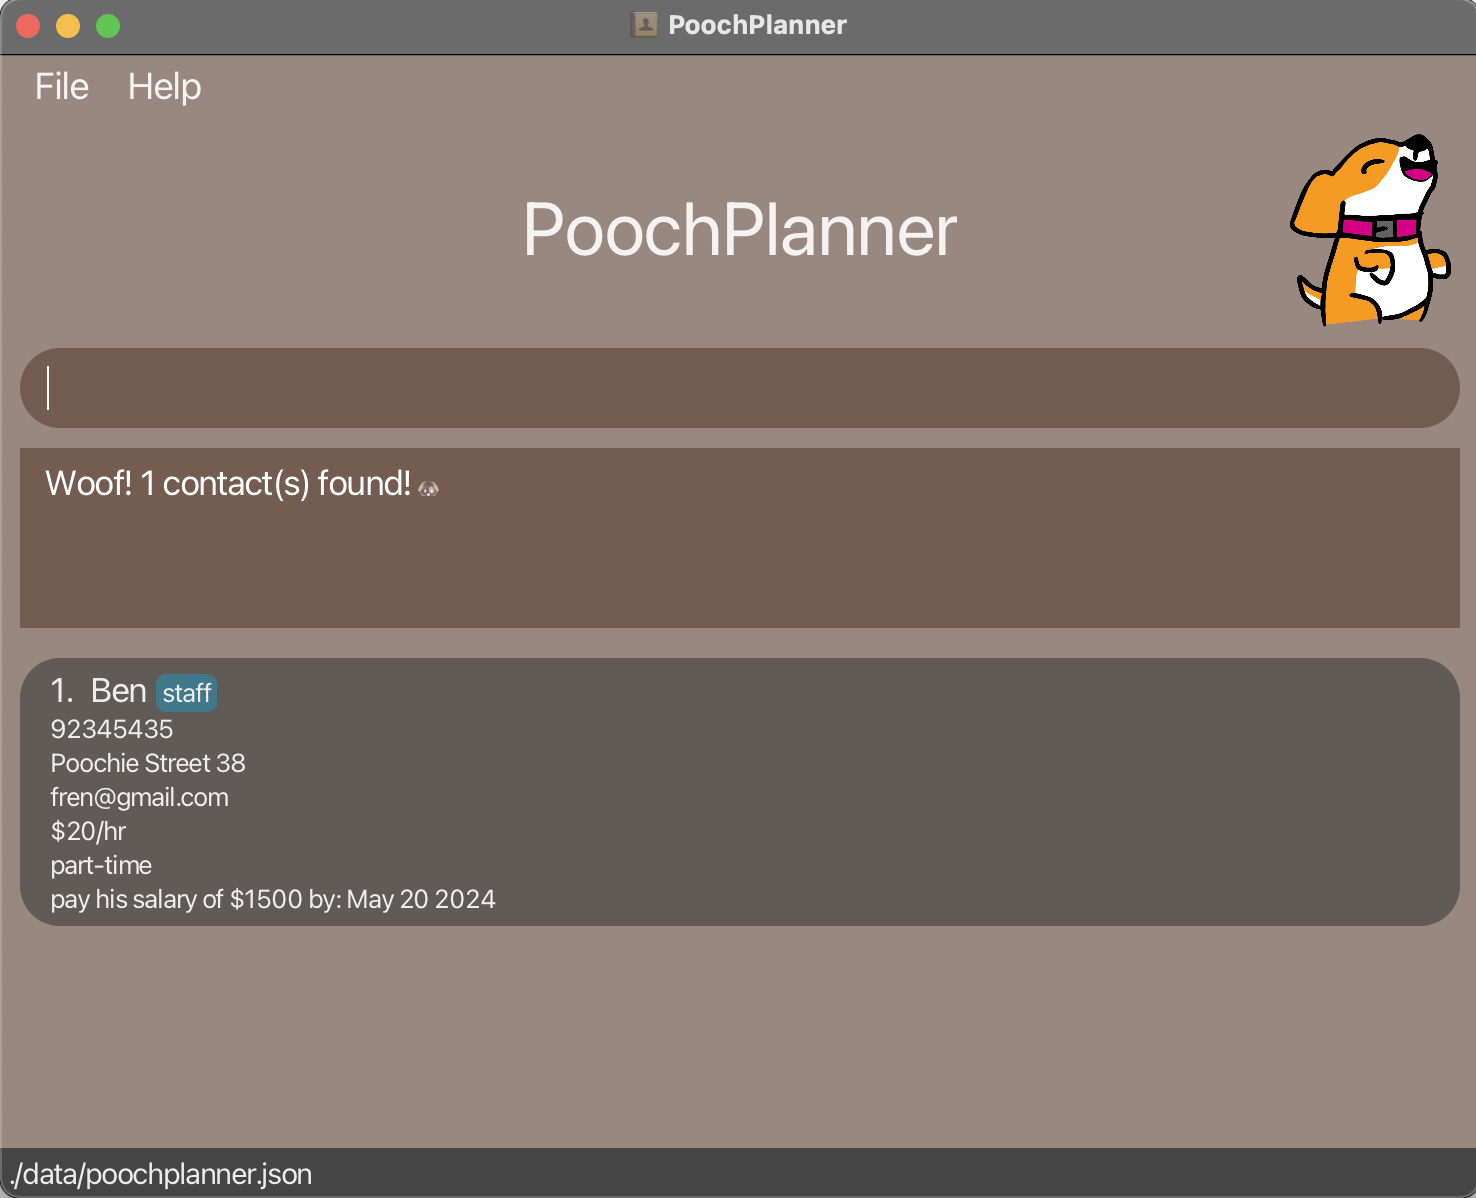 PoochPlanner
File Help
PoochPlanner
Woof! 1 contact(s) found!
1. Ben staff
92345435
Poochie Street 38
fren@gmail.com
$20/hr
part-time
pay his salary of $1500 by: May 20 2024
./data/poochplanner.json